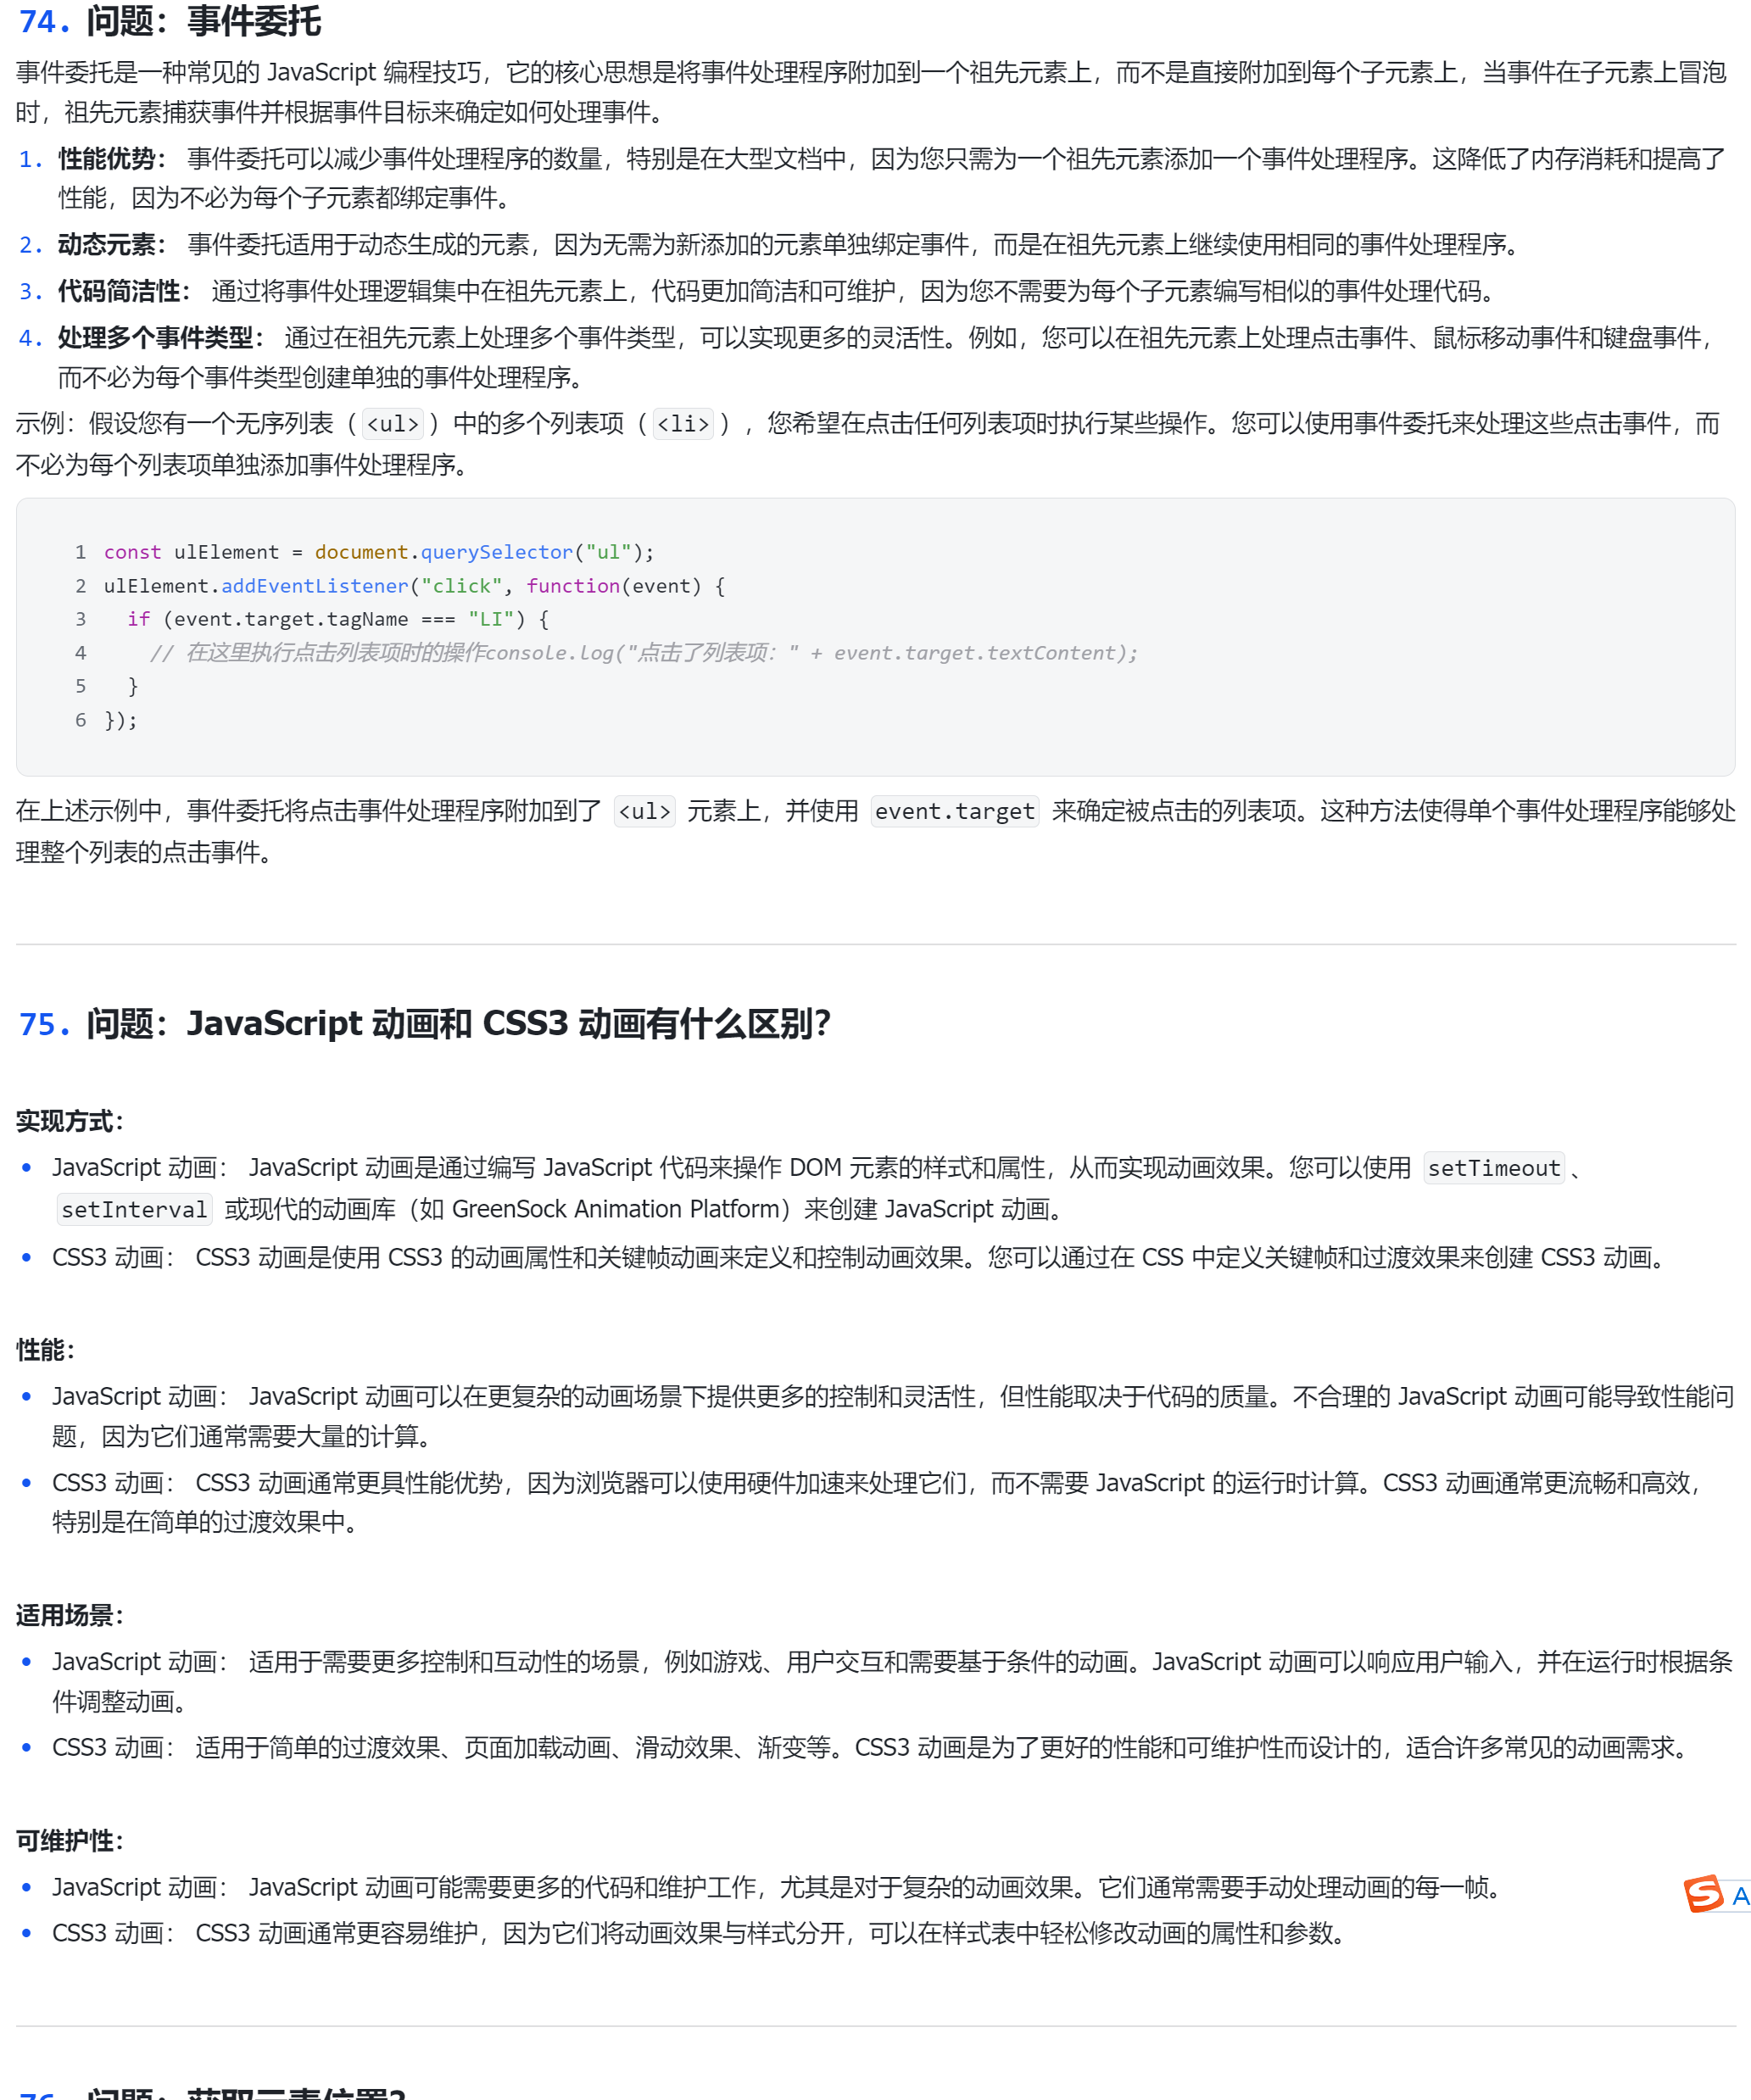 74. 问题：事件委托
事件委托是一种常见的 JavaScript 编程技巧，它的核心思想是将事件处理程序附加到一个祖先元素上，而不是直接附加到每个子元素上，当事件在子元素上冒泡
时，祖先元素捕获事件并根据事件目标来确定如何处理事件。
1. 性能优势： 事件委托可以减少事件处理程序的数量，特别是在大型文档中，因为您只需为一个祖先元素添加一个事件处理程序。这降低了内存消耗和提高了
性能，因为不必为每个子元素都绑定事件。
2. 动态元素： 事件委托适用于动态生成的元素，因为无需为新添加的元素单独绑定事件，而是在祖先元素上继续使用相同的事件处理程序。
3. 代码简洁性： 通过将事件处理逻辑集中在祖先元素上，代码更加简洁和可维护，因为您不需要为每个子元素编写相似的事件处理代码。
4. 处理多个事件类型： 通过在祖先元素上处理多个事件类型，可以实现更多的灵活性。例如，您可以在祖先元素上处理点击事件、鼠标移动事件和键盘事件，
而不必为每个事件类型创建单独的事件处理程序。
示例：假设您有一个无序列表（<ul>）中的多个列表项（<li>），您希望在点击任何列表项时执行某些操作。您可以使用事件委托来处理这些点击事件，而
不必为每个列表项单独添加事件处理程序。
1 const ulElement = document.querySelector("ul");
2 ulElement.addEventListener("click", function(event) {
3   if (event.target.tagName === "LI") {
4     // 在这里执行点击列表项时的操作console.log("点击了列表项：" + event.target.textContent);
5   }
6 });
在上述示例中，事件委托将点击事件处理程序附加到了 <ul> 元素上，并使用 event.target 来确定被点击的列表项。这种方法使得单个事件处理程序能够处
理整个列表的点击事件。
75. 问题：JavaScript 动画和 CSS3 动画有什么区别？
实现方式：
• JavaScript 动画： JavaScript 动画是通过编写 JavaScript 代码来操作 DOM 元素的样式和属性，从而实现动画效果。您可以使用 setTimeout、
setInterval 或现代的动画库（如 GreenSock Animation Platform）来创建 JavaScript 动画。
• CSS3 动画： CSS3 动画是使用 CSS3 的动画属性和关键帧动画来定义和控制动画效果。您可以通过在 CSS 中定义关键帧和过渡效果来创建 CSS3 动画。
性能：
• JavaScript 动画： JavaScript 动画可以在更复杂的动画场景下提供更多的控制和灵活性，但性能取决于代码的质量。不合理的 JavaScript 动画可能导致性能问
题，因为它们通常需要大量的计算。
• CSS3 动画： CSS3 动画通常更具性能优势，因为浏览器可以使用硬件加速来处理它们，而不需要 JavaScript 的运行时计算。CSS3 动画通常更流畅和高效，
特别是在简单的过渡效果中。
适用场景：
• JavaScript 动画： 适用于需要更多控制和互动性的场景，例如游戏、用户交互和需要基于条件的动画。JavaScript 动画可以响应用户输入，并在运行时根据条
件调整动画。
• CSS3 动画： 适用于简单的过渡效果、页面加载动画、滑动效果、渐变等。CSS3 动画是为了更好的性能和可维护性而设计的，适合许多常见的动画需求。
可维护性：
• JavaScript 动画： JavaScript 动画可能需要更多的代码和维护工作，尤其是对于复杂的动画效果。它们通常需要手动处理动画的每一帧。
S A
• CSS3 动画： CSS3 动画通常更容易维护，因为它们将动画效果与样式分开，可以在样式表中轻松修改动画的属性和参数。
76. 问题：获取元素位置？